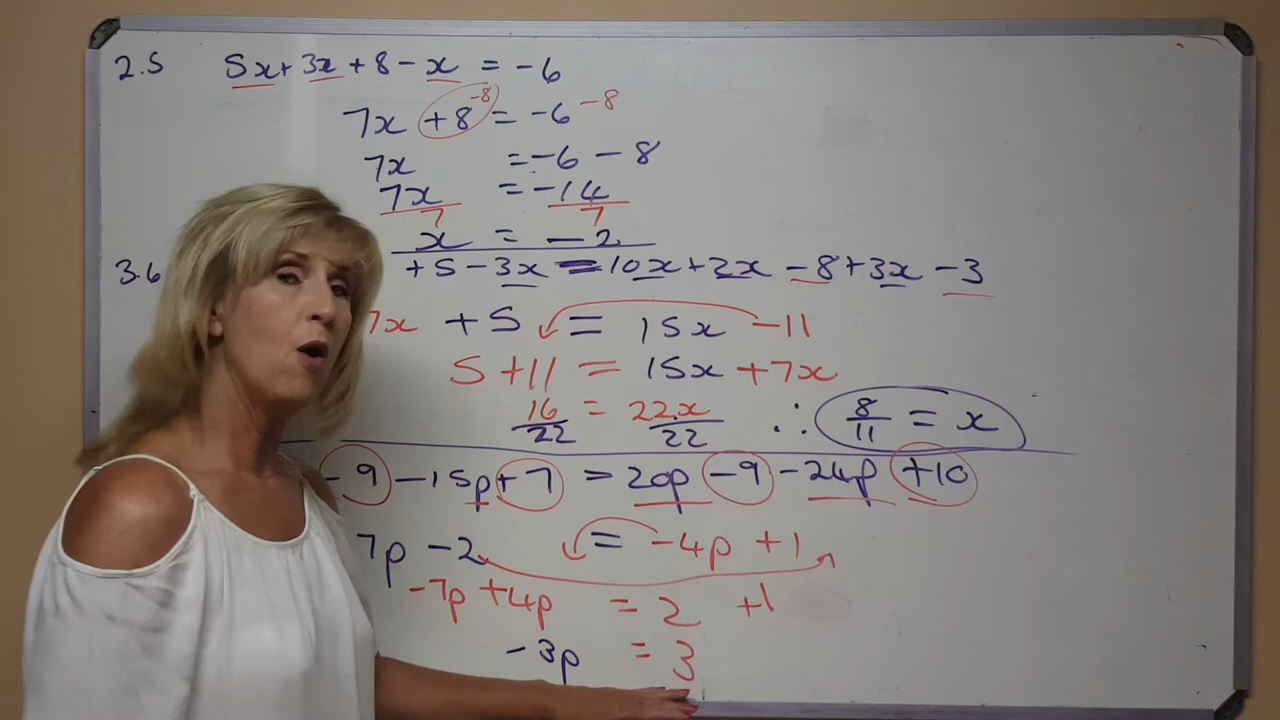 2.5 5x + 3x + 8 - x = -6
7x + 8 -8 = -6 -8
7x = -6 - 8
7x = -14
7 7
x = -2
3.6 +5 - 3x = 10x + 2x - 8 + 3x - 3
7x + 5 = 15x - 11
5 + 11 = 15x + 7x
16/22 = 22x/22 ∴ 8/11 = x
- 9 - 15p + 7 = 20p - 9 - 24p + 10
7p - 2 = -4p + 1
-7p + 4p = 2 + 1
-3p = 3